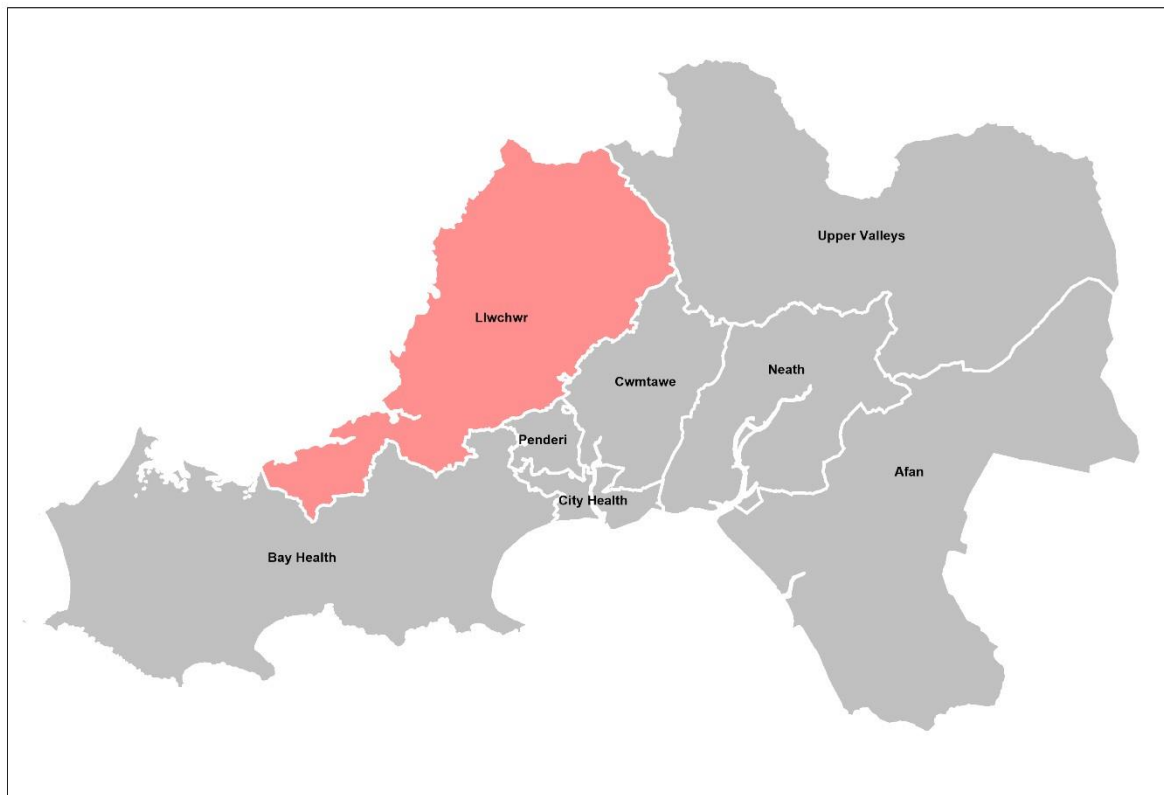 Upper Valleys
Llwchwr
Neath
Cwmtawe
Penderi
Afan
City Health
Bay Health